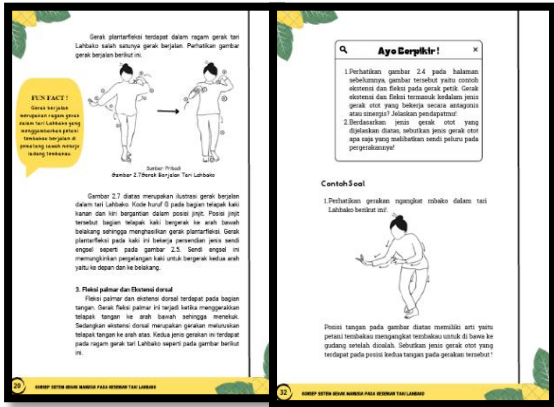 Gerak plantarfleksi terdapat dalam ragam gerak tari
Lahbako salah satunya gerak berjalan. Perhatikan gambar
gerak berjalan berikut ini.
FUN FACT !
Gerak berjalan
merupakan ragam gerak
dalam tari Lahbako yang
menggambarkan petani
tembakau berjalan di
pematang sawah menuju
ladang tembakau.
Sumber: Pribadi
Gambar 2.7 Gerak Berjalan Tari Lahbako
Gambar 2.7 diatas merupakan ilustrasi gerak berjalan
dalam tari Lahbako. Kode huruf G pada bagian telapak kaki
kanan dan kiri bergantian dalam posisi jinjit. Posisi jinjit
tersebut bagian telapak kaki bergerak ke arah bawah
belakang sehingga menghasilkan gerak plantarfleksi. Gerak
plantarfleksi pada kaki ini bekerja persendian jenis sendi
engsel seperti pada gambar 2.5. Sendi engsel ini
memungkinkan pergelangan kaki untuk bergerak kedua arah
yaitu ke depan dan ke belakang.
3. Fleksi palmar dan Ekstensi dorsal
Fleksi palmar dan ekstensi dorsal terdapat pada bagian
tangan. Gerak fleksi palmar ini terjadi ketika menggerakkan
telapak tangan ke arah bawah sehingga menekuk.
Sedangkan ekstensi dorsal merupakan gerakan meluruskan
telapak tangan ke arah atas. Kedua jenis gerakan ini terdapat
pada ragam gerak tari Lahbako seperti pada gambar berikut
ini.
20 KONSEP SISTEM GERAK MANUSIA PADA KESENIAN TARI LAHBAKO
Ayo Berpikir!
1. Perhatikan gambar 2.4 pada halaman
sebelumnya, gambar tersebut yaitu contoh
ekstensi dan fleksi pada gerak petik. Gerak
ekstensi dan fleksi termasuk kedalam jenis
gerak otot yang bekerja secara antagonis
atau sinergis? Jelaskan pendapatmu!
2. Berdasarkan jenis gerak otot yang
dijelaskan diatas, sebutkan jenis gerak otot
apa saja yang melibatkan sendi peluru pada
pergerakannya!
Contoh Soal
1. Perhatikan gerakan ngangkat mbako dalam tari
Lahbako berikut ini!
Posisi tangan pada gambar diatas memiliki arti yaitu
petani tembakau mengangkat tembakau untuk di bawa ke
gudang setelah diolah. Sebutkan jenis gerak otot yang
terdapat pada posisi kedua tangan pada gerakan tersebut !
32 KONSEP SISTEM GERAK MANUSIA PADA KESENIAN TARI LAHBAKO